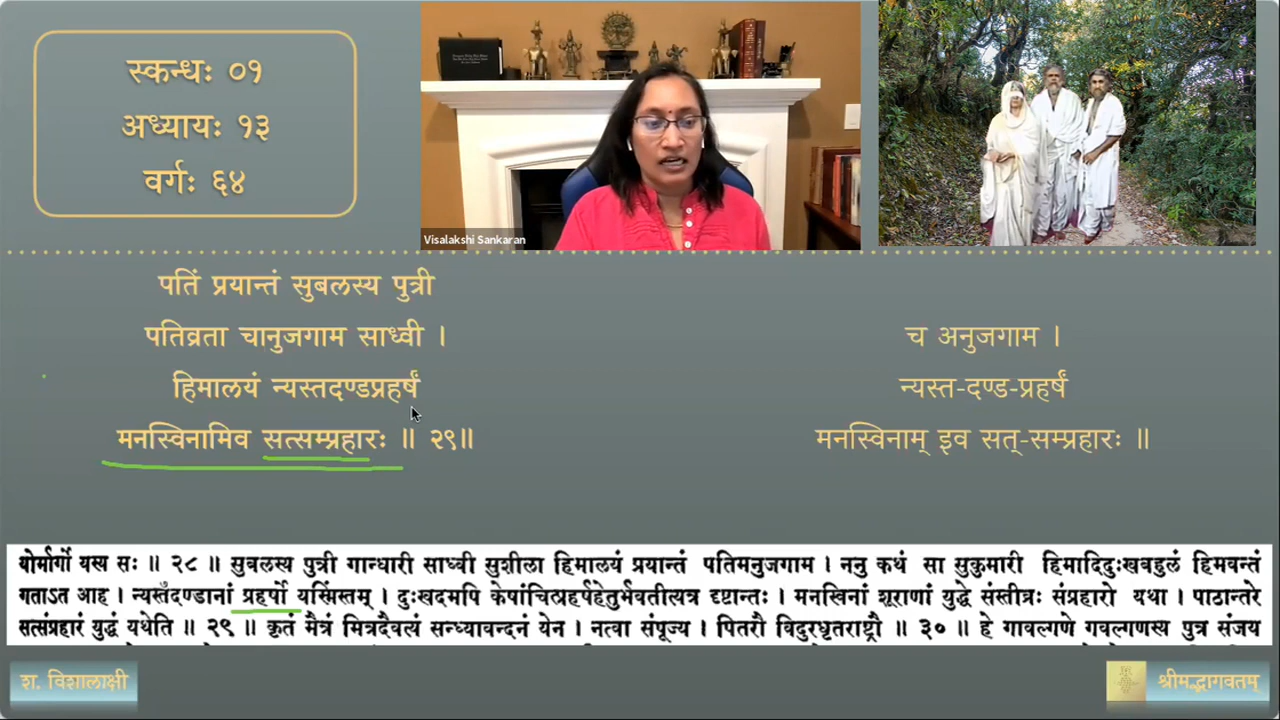 स्कन्धः ०१
अध्यायः १३
वर्गः ६४
Visalakshi Sankaran
पतिं प्रयान्तं सुबलस्य पुत्री
पतिव्रता चानुजगाम साध्वी ।
हिमालयं न्यस्तदण्डप्रहर्षं
मनस्विनामिव सत्सम्प्रहारः ॥ २९॥
च अनुजगाम ।
न्यस्त-दण्ड-प्रहर्षं
मनस्विनाम् इव सत्-सम्प्रहारः ॥
योर्मार्गो यस्य सः ॥ २८ ॥ सुबलस्य पुत्री गान्धारी साध्वी सुशीला हिमालयं प्रयान्तं पतिमनुजगाम । ननु कथं सा सुकुमारी हिमादिदुःखबहुलं हिमवन्तं
गताऽत आह । न्यस्तदण्डानां प्रहर्षो यस्मिंस्तम् । दुःखदमपि केषांचित्प्रहर्षहेतुर्भवतीत्यत्र दृष्टान्तः । मनस्विनां शूराणां युद्धे संस्तीव्रः संप्रहारो यथा । पाठान्तरे
सत्संप्रहारं युद्धं यथेति ॥ २९ ॥ कृतं मैत्रं मित्रदैवत्यं सन्ध्यावन्दनं येन । नत्वा संपूज्य । पितरौ विदुरधृतराष्ट्रौ ॥ ३० ॥ हे गावल्गणे गवल्गणस्य पुत्र संजय
श. विशालाक्षी
श्रीमद्भागवतम्